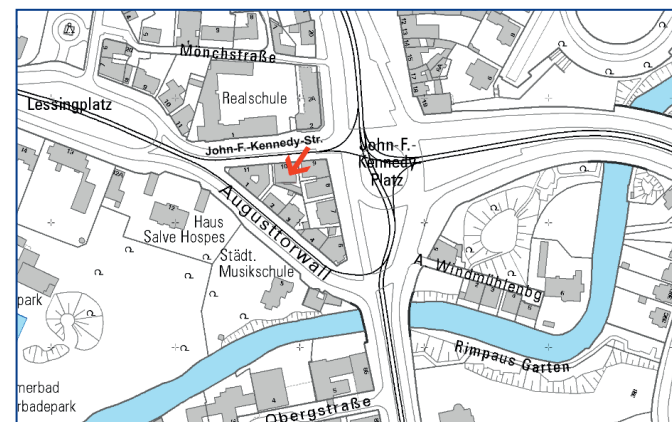 Mönchstraße
Lessingplatz
Realschule
John-F.-Kennedy-Str.
John-F.-
Kennedy-
Platz
Augusttorwall
Haus
Salve Hospes
Städt.
Musikschule
A. Windmühlenbg
park
Rimpaus Garten
merbad
rbadepark
Obergstraße